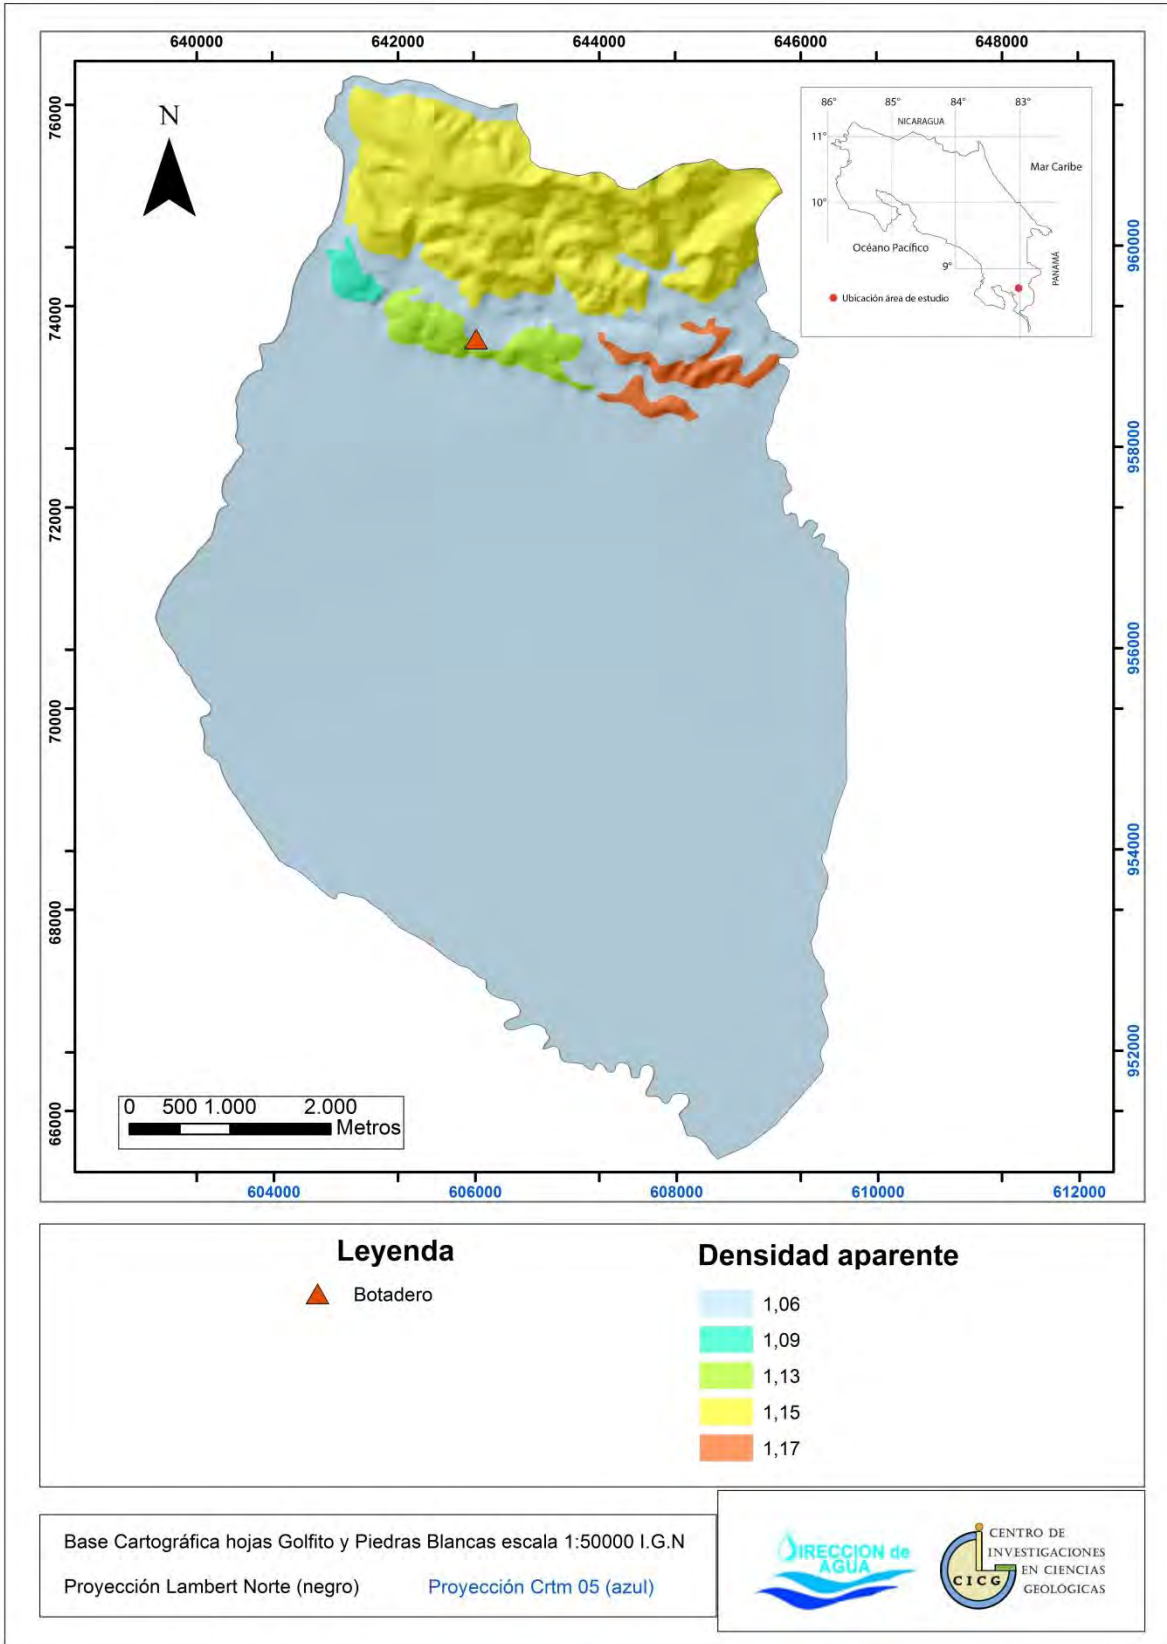 640000 642000 644000 646000 648000
76000
74000
72000
70000
68000
66000
N
86° 85° 84° 83°
11°
10°
9°
NICARAGUA
Mar Caribe
Océano Pacífico
PANAMÁ
Ubicación área de estudio
960000
958000
956000
954000
952000
0 500 1.000 2.000
Metros
604000 606000 608000 610000 612000
Leyenda
Botadero
Densidad aparente
1,06
1,09
1,13
1,15
1,17
Base Cartográfica hojas Golfito y Piedras Blancas escala 1:50000 I.G.N
Proyección Lambert Norte (negro) Proyección Crtm 05 (azul)
DIRECCION de
AGUA
CICG
CENTRO DE
INVESTIGACIONES
EN CIENCIAS
GEOLÓGICAS